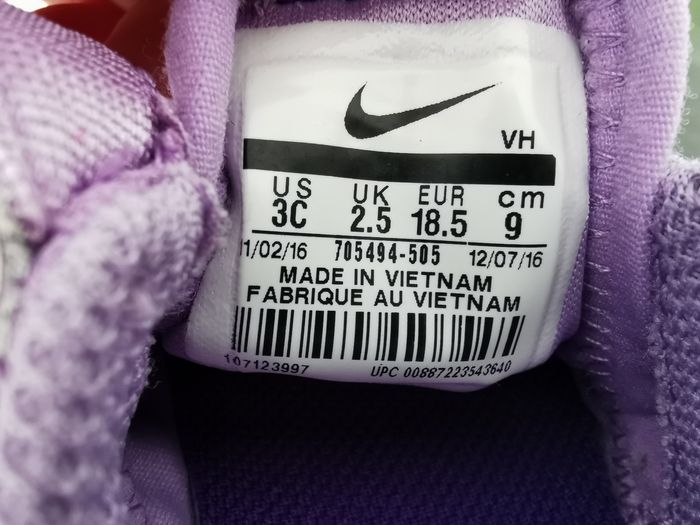 VH
US UK EUR cm
3C 2.5 18.5 9
11/02/16 705494-505 12/07/16
MADE IN VIETNAM
FABRIQUE AU VIETNAM
107123997 UPC 00887223543640